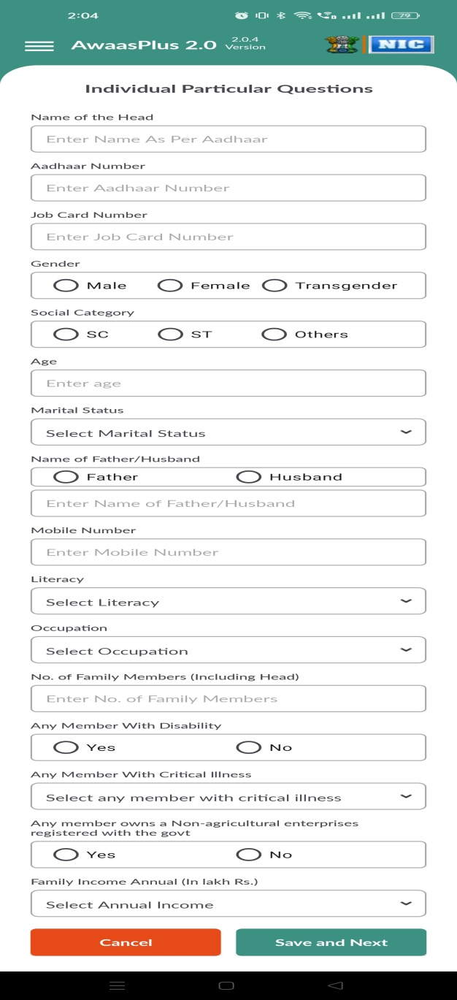 2:04
79
AwaasPlus 2.0
2.0.4
Version
NIC
Individual Particular Questions
Name of the Head
Enter Name As Per Aadhaar
Aadhaar Number
Enter Aadhaar Number
Job Card Number
Enter Job Card Number
Gender
Male Female Transgender
Social Category
SC ST Others
Age
Enter age
Marital Status
Select Marital Status
Name of Father/Husband
Father Husband
Enter Name of Father/Husband
Mobile Number
Enter Mobile Number
Literacy
Select Literacy
Occupation
Select Occupation
No. of Family Members (Including Head)
Enter No. of Family Members
Any Member With Disability
Yes No
Any Member With Critical Illness
Select any member with critical illness
Any member owns a Non-agricultural enterprises
registered with the govt
Yes No
Family Income Annual (In lakh Rs.)
Select Annual Income
Cancel Save and Next